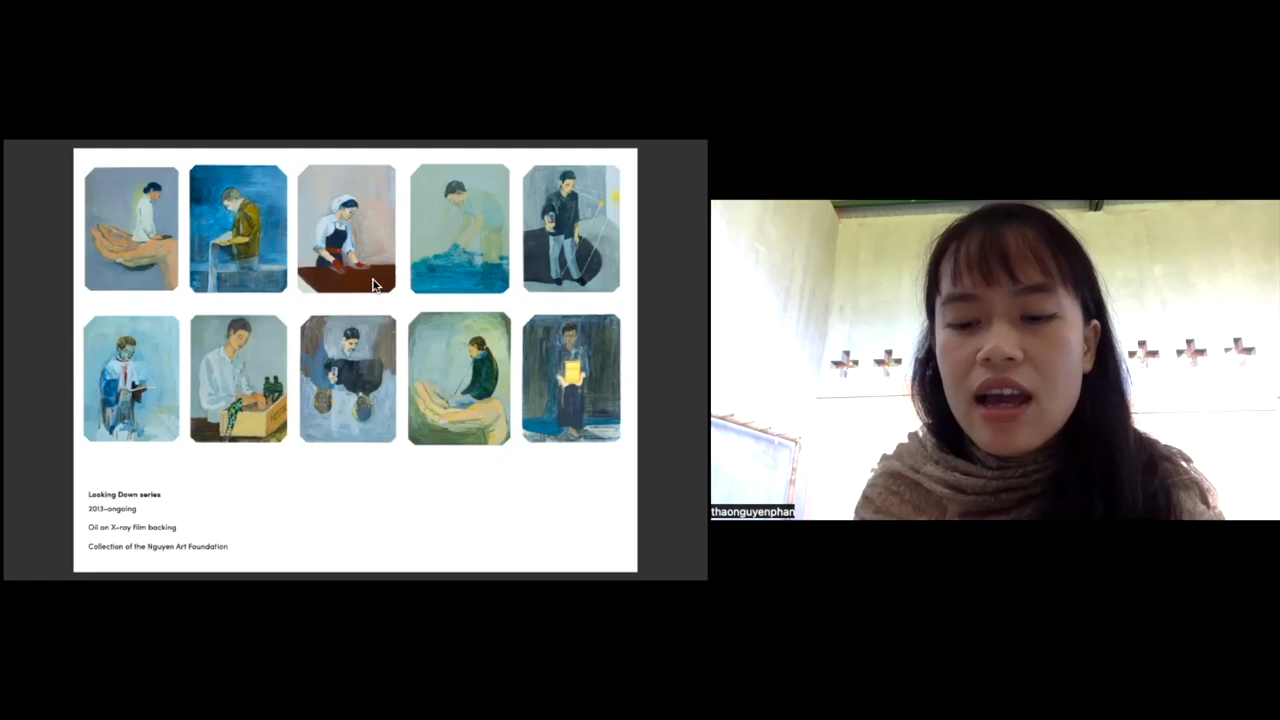 Looking Down series
2013-ongoing
Oil on X-ray film backing
Collection of the Nguyen Art Foundation
thaonguyenphan